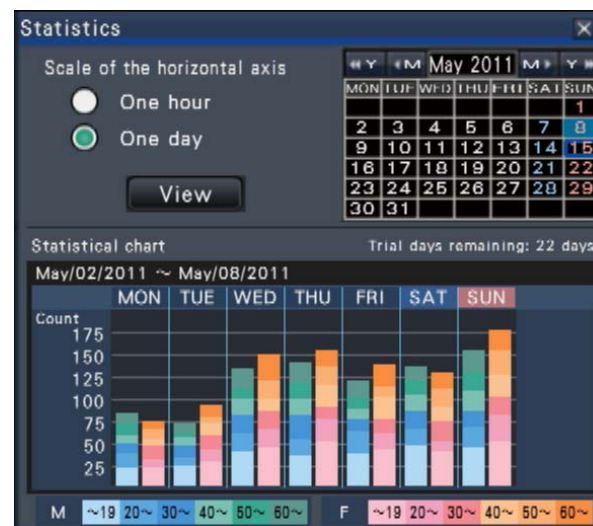 Statistics
Scale of the horizontal axis
One hour
One day
View
Y M May 2011 M Y
MON TUE WED THU FRI SAT SUN
1
2 3 4 5 6 7 8
9 10 11 12 13 14 15
16 17 18 19 20 21 22
23 24 25 26 27 28 29
30 31
Statistical chart
Trial days remaining: 22 days
May/02/2011 ~ May/08/2011
MON TUE WED THU FRI SAT SUN
Count
175
150
125
100
75
50
25
M ~19 20~ 30~ 40~ 50~ 60~
F ~19 20~ 30~ 40~ 50~ 60~